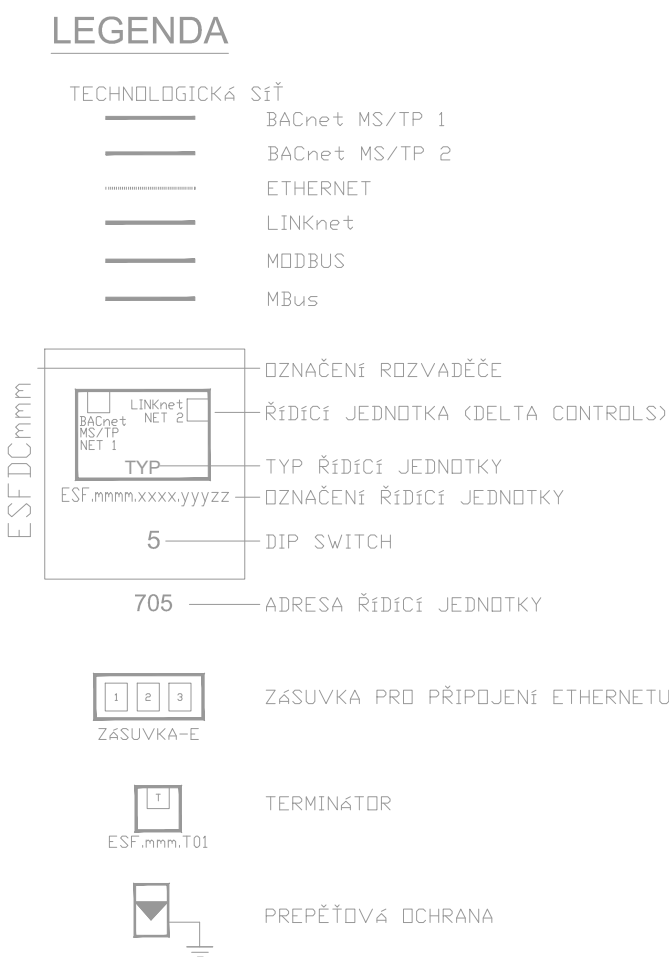 LEGENDA
TECHNOLOGICKÁ SÍŤ
BACnet MS/TP 1
BACnet MS/TP 2
ETHERNET
LINKnet
MODBUS
MBus
ESF DCmmm
OZNAČENÍ ROZVADĚČE
LINKnet
NET 2
BACnet
MS/TP
NET 1
ŘÍDÍCÍ JEDNOTKA (DELTA CONTROLS)
TYP
TYP ŘÍDÍCÍ JEDNOTKY
ESF.mmmm.xxxx.yyyzz
OZNAČENÍ ŘÍDÍCÍ JEDNOTKY
5
DIP SWITCH
705
ADRESA ŘÍDÍCÍ JEDNOTKY
1 2 3
ZÁSUVKA-E
ZÁSUVKA PRO PŘIPOJENÍ ETHERNETU
T
ESF.mmm.T01
TERMINÁTOR
PREPĚŤOVÁ OCHRANA